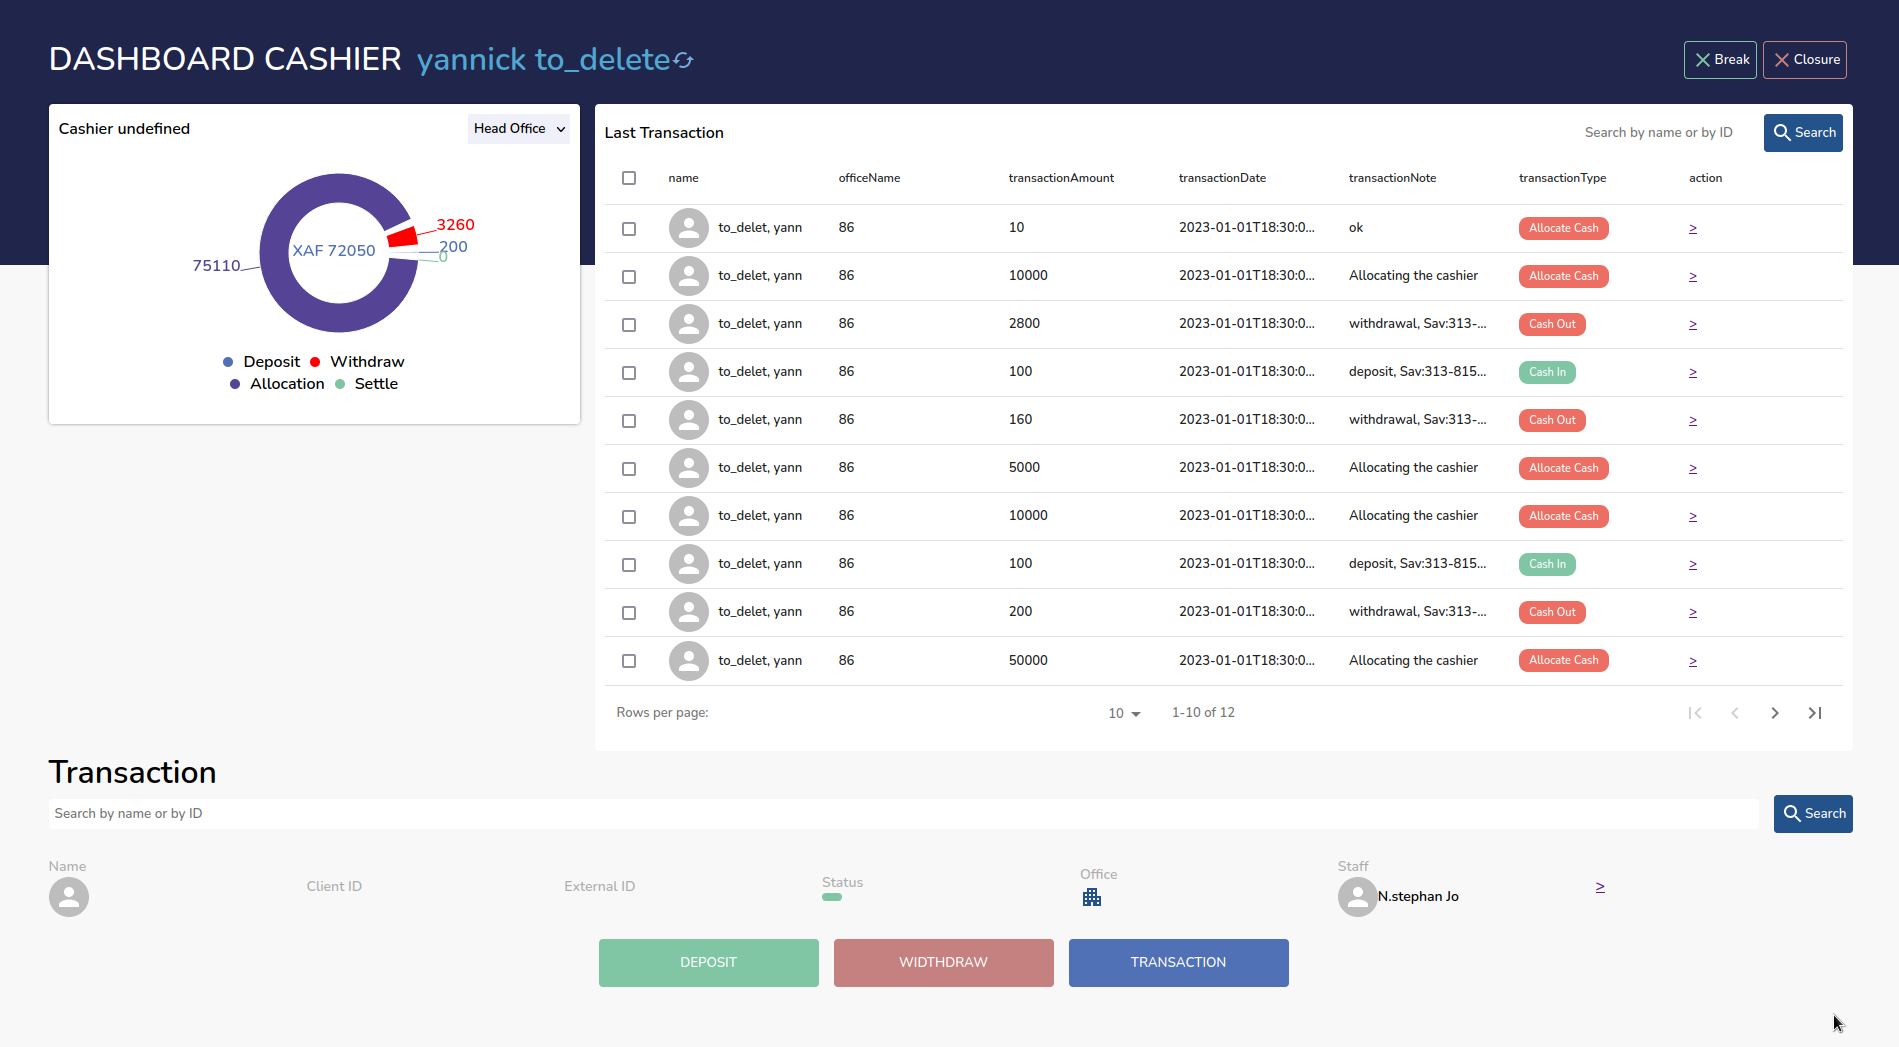 DASHBOARD CASHIER yannick to_delete
Break
Closure
Cashier undefined
Head Office
3260
200
0
XAF 72050
75110
Deposit Withdraw
Allocation Settle
Last Transaction
Search by name or by ID
Search
name officeName transactionAmount transactionDate transactionNote transactionType action
to_delet, yann 86 10 2023-01-01T18:30:0... ok Allocate Cash >
to_delet, yann 86 10000 2023-01-01T18:30:0... Allocating the cashier Allocate Cash >
to_delet, yann 86 2800 2023-01-01T18:30:0... withdrawal, Sav:313-... Cash Out >
to_delet, yann 86 100 2023-01-01T18:30:0... deposit, Sav:313-815... Cash In >
to_delet, yann 86 160 2023-01-01T18:30:0... withdrawal, Sav:313-... Cash Out >
to_delet, yann 86 5000 2023-01-01T18:30:0... Allocating the cashier Allocate Cash >
to_delet, yann 86 10000 2023-01-01T18:30:0... Allocating the cashier Allocate Cash >
to_delet, yann 86 100 2023-01-01T18:30:0... deposit, Sav:313-815... Cash In >
to_delet, yann 86 200 2023-01-01T18:30:0... withdrawal, Sav:313-... Cash Out >
to_delet, yann 86 50000 2023-01-01T18:30:0... Allocating the cashier Allocate Cash >
Rows per page: 10 1-10 of 12
Transaction
Search by name or by ID
Search
Name
Client ID
External ID
Status
Office
Staff
N.stephan Jo
>
DEPOSIT
WIDTHDRAW
TRANSACTION